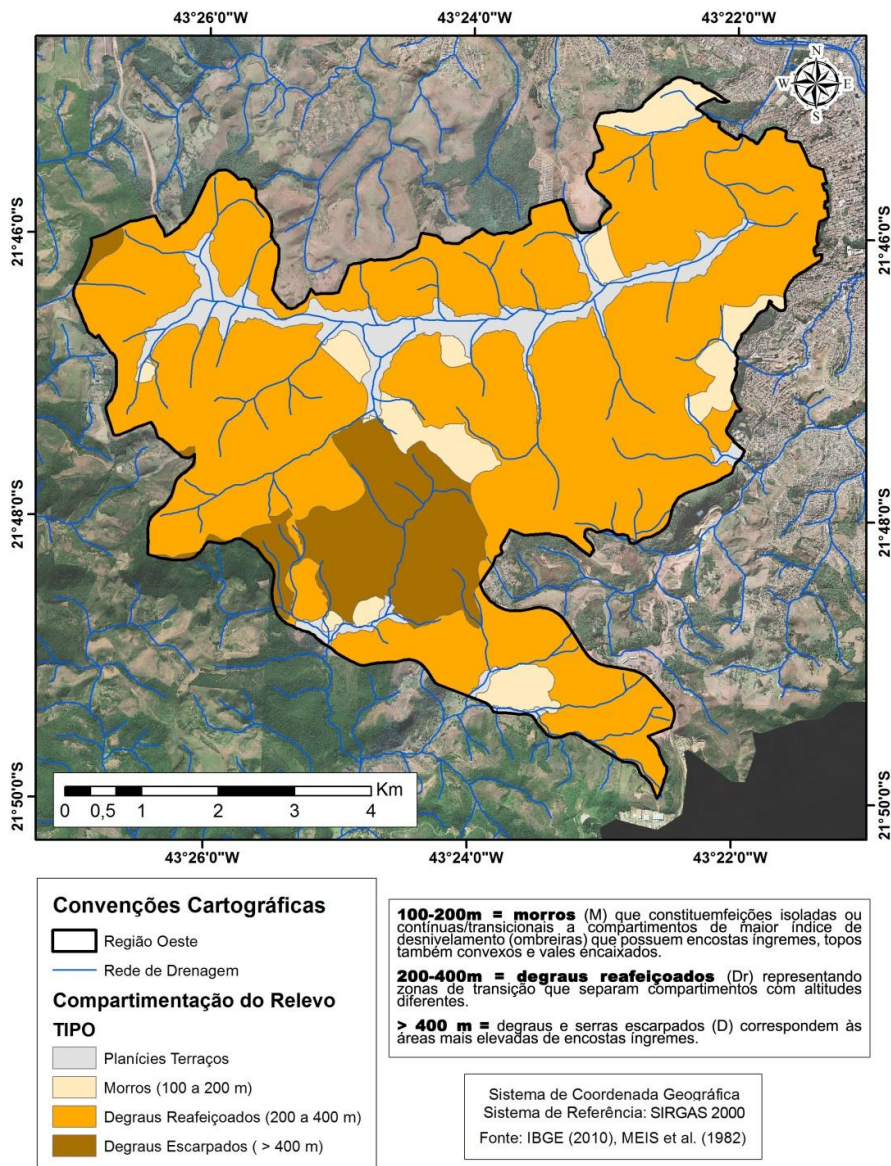 43°26'0"W 43°24'0"W 43°22'0"W
N
W E
S
21°46'0"S 21°46'0"S
21°48'0"S 21°48'0"S
21°50'0"S 21°50'0"S
Km
0 0,5 1 2 3 4
43°26'0"W 43°24'0"W 43°22'0"W
Convenções Cartográficas
Região Oeste
Rede de Drenagem
Compartimentação do Relevo
TIPO
Planícies Terraços
Morros (100 a 200 m)
Degraus Reafeiçoados (200 a 400 m)
Degraus Escarpados ( > 400 m)
100-200m = morros (M) que constituemfeições isoladas ou
contínuas/transicionais a compartimentos de maior índice de
desnivelamento (ombreiras) que possuem encostas íngremes, topos
também convexos e vales encaixados.
200-400m = degraus reafeiçoados (Dr) representando
zonas de transição que separam compartimentos com altitudes
diferentes.
> 400 m = degraus e serras escarpados (D) correspondem às
áreas mais elevadas de encostas íngremes.
Sistema de Coordenada Geográfica
Sistema de Referência: SIRGAS 2000
Fonte: IBGE (2010), MEIS et al. (1982)